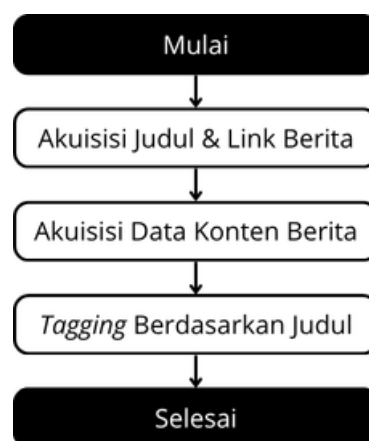 Mulai
Akuisisi Judul & Link Berita
Akuisisi Data Konten Berita
Tagging Berdasarkan Judul
Selesai